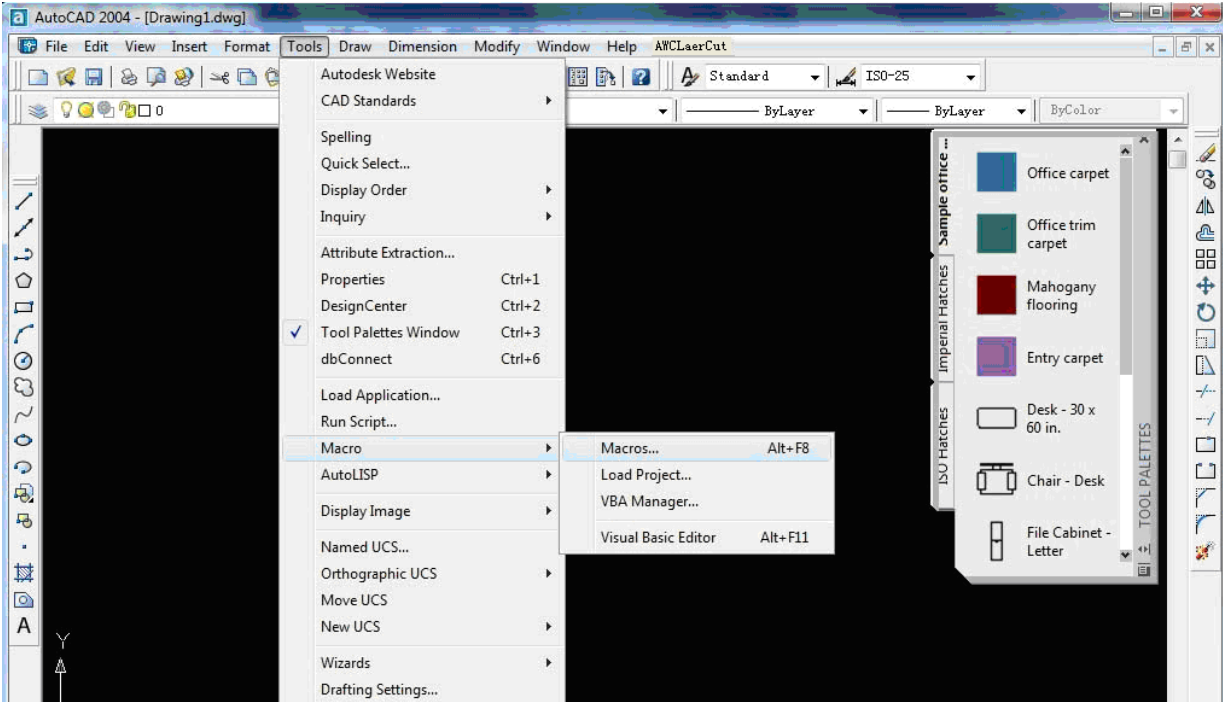 AutoCAD 2004 - [Drawing1.dwg]
File Edit View Insert Format Tools Draw Dimension Modify Window Help AWCLaerCut
Standard ISO-25
0 ByLayer ByLayer ByColor
Autodesk Website
CAD Standards
Spelling
Quick Select...
Display Order
Inquiry
Attribute Extraction...
Properties Ctrl+1
DesignCenter Ctrl+2
Tool Palettes Window Ctrl+3
dbConnect Ctrl+6
Load Application...
Run Script...
Macro
AutoLISP
Display Image
Named UCS...
Orthographic UCS
Move UCS
New UCS
Wizards
Drafting Settings...
Macros... Alt+F8
Load Project...
VBA Manager...
Visual Basic Editor Alt+F11
Sample office ...
Imperial Hatches
ISO Hatches
Office carpet
Office trim
carpet
Mahogany
flooring
Entry carpet
Desk - 30 x
60 in.
Chair - Desk
File Cabinet -
Letter
TOOL PALETTES
A
Y